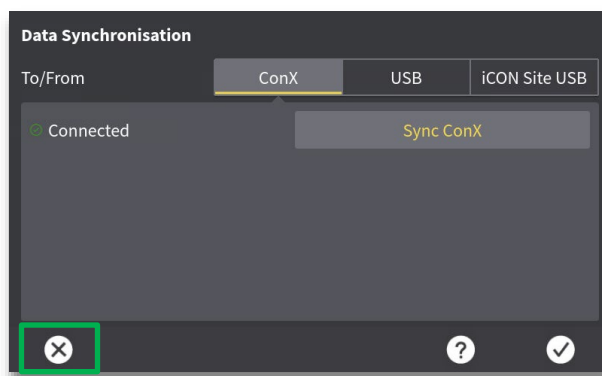 Data Synchronisation
To/From ConX USB iCON Site USB
Connected Sync ConX
?